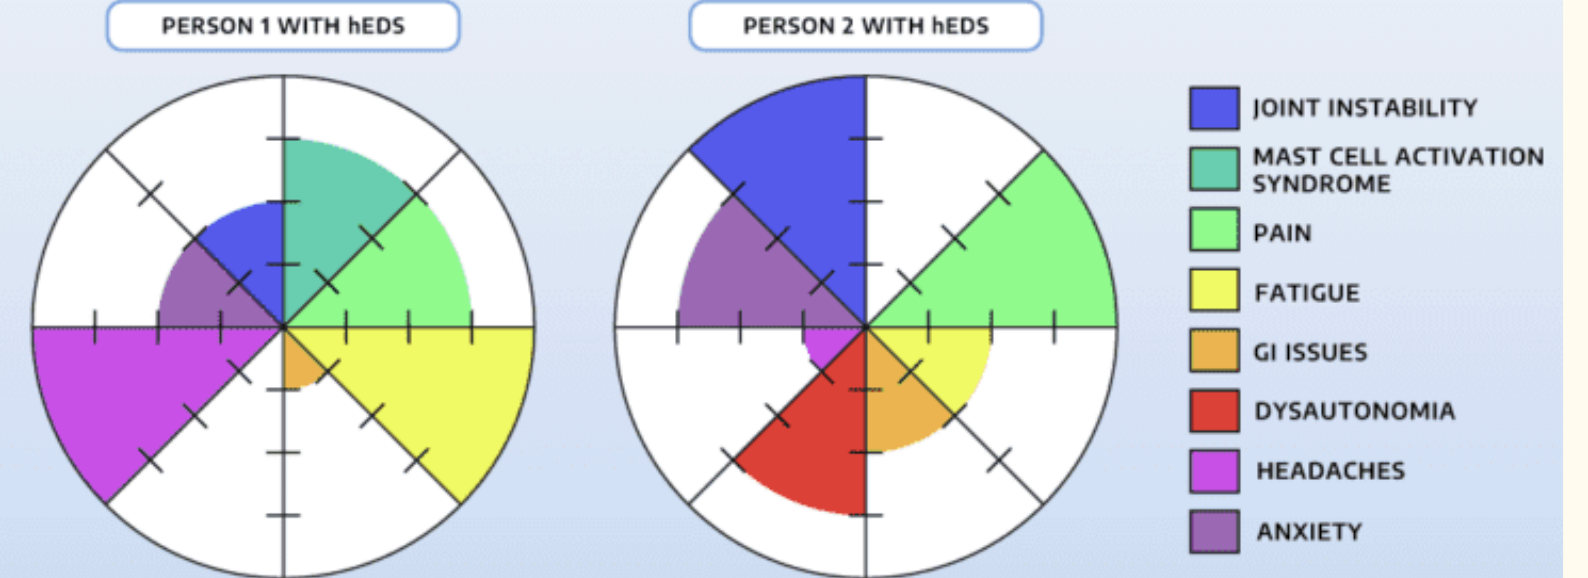 PERSON 1 WITH hEDS
PERSON 2 WITH hEDS
JOINT INSTABILITY
MAST CELL ACTIVATION
SYNDROME
PAIN
FATIGUE
GI ISSUES
DYSAUTONOMIA
HEADACHES
ANXIETY